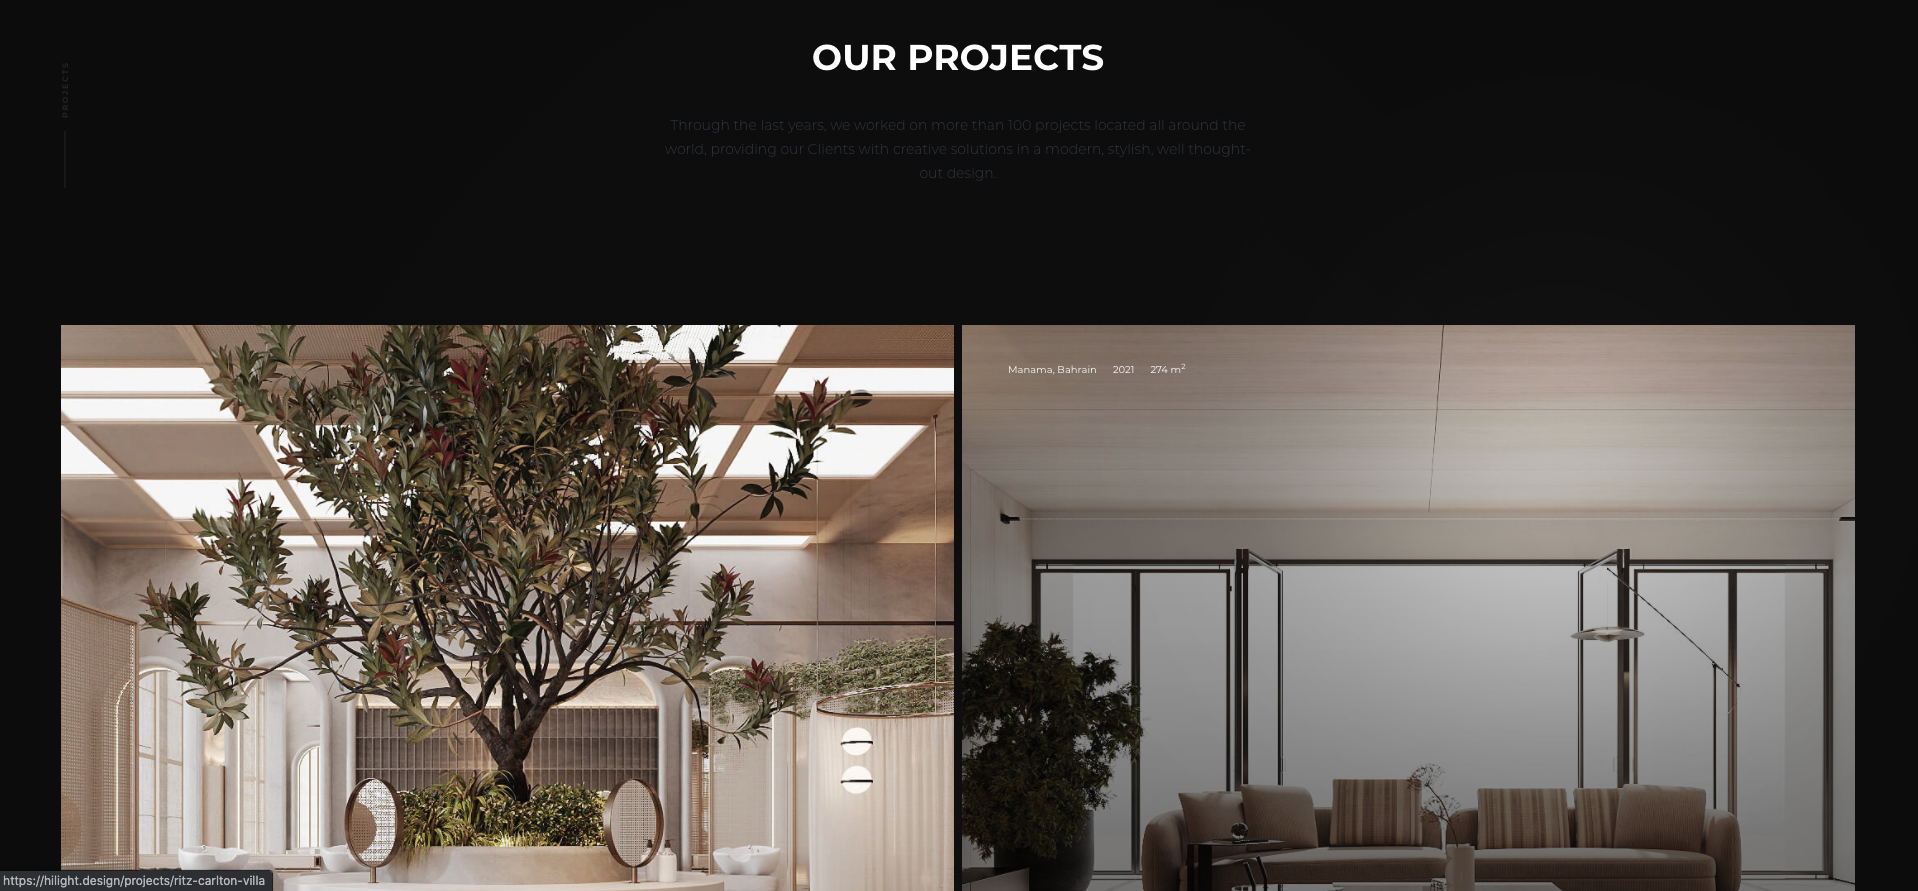 OUR PROJECTS
PROJECTS
Through the last years, we worked on more than 100 projects located all around the
world, providing our Clients with creative solutions in a modern, stylish, well thought-
out design.
Manama, Bahrain 2021 274 m²
https://hilight.design/projects/ritz-carlton-villa